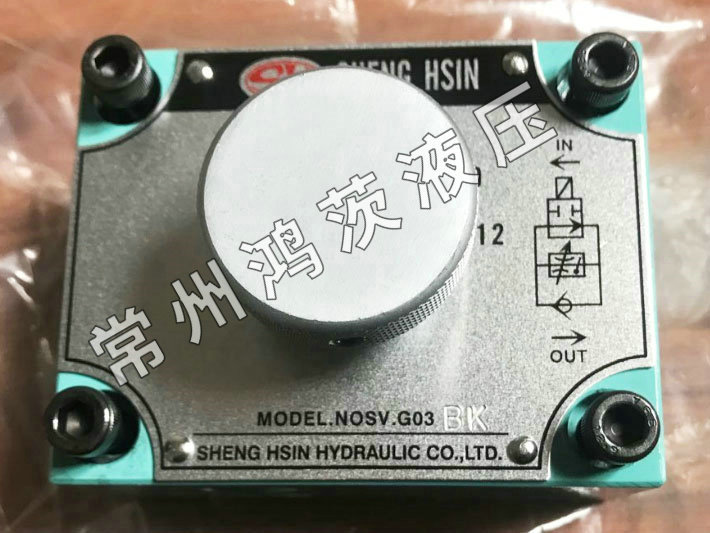 SHENG HSIN
IN
12
OUT
MODEL.NOSV.G03 BK
SHENG HSIN HYDRAULIC CO.,LTD.
常州鸿茨液压